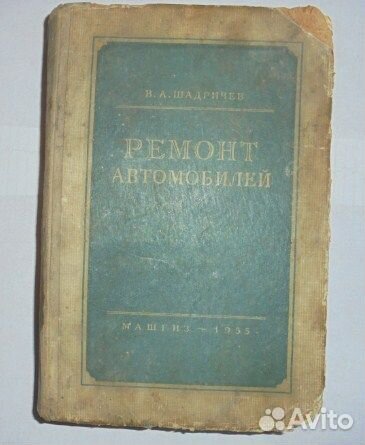 В. А. ШАДРИЧЕВ
РЕМОНТ
АВТОМОБИЛЕЙ
МАШГИЗ — 1955
Avito